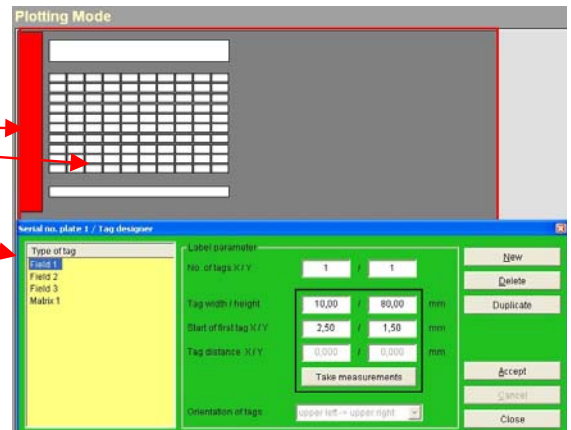 Plotting Mode
Serial no. plate 1 / Tag designer
Type of tag
Field 1
Field 2
Field 3
Matrix 1
Label parameter
No. of tags X / Y 1 / 1
Tag width / height 10,00 / 80,00 mm
Start of first tag X / Y 2,50 / 1,50 mm
Tag distance X / Y 0,000 / 0,000 mm
Take measurements
Orientation of tags upper left-> upper right
New
Delete
Duplicate
Accept
Cancel
Close